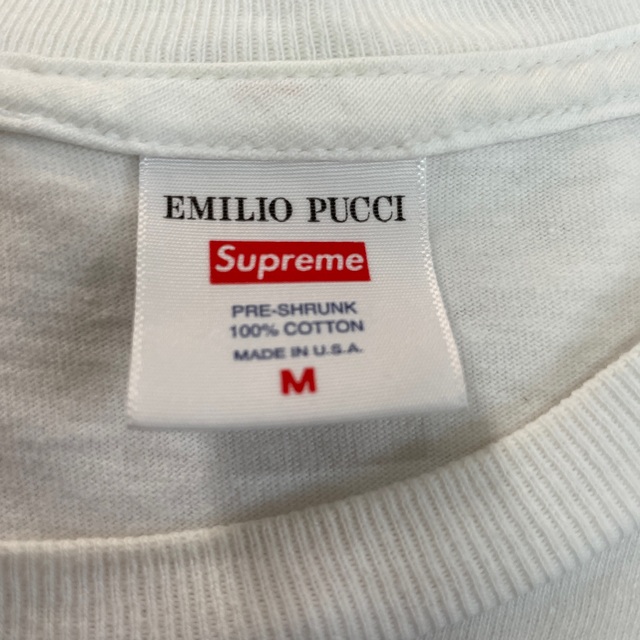 EMILIO PUCCI
Supreme
PRE-SHRUNK
100% COTTON
MADE IN U.S.A.
M